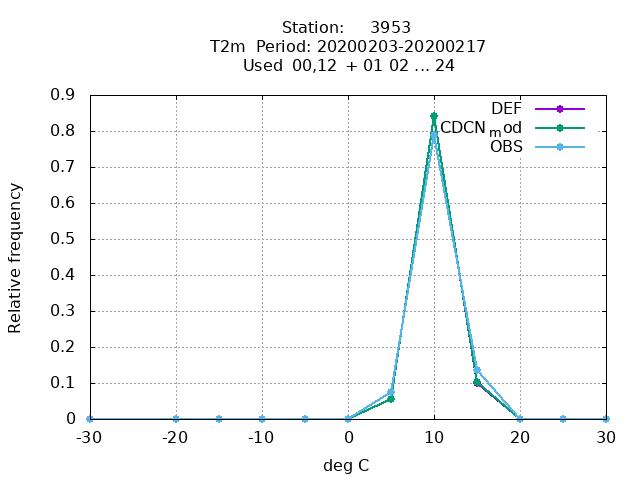 Station: 3953
T2m Period: 20200203-20200217
Used 00,12 + 01 02 ... 24
0.9
0.8
0.7
0.6
0.5
0.4
0.3
0.2
0.1
0
Relative frequency
DEF
CDCN_mod
OBS
-30 -20 -10 0 10 20 30
deg C